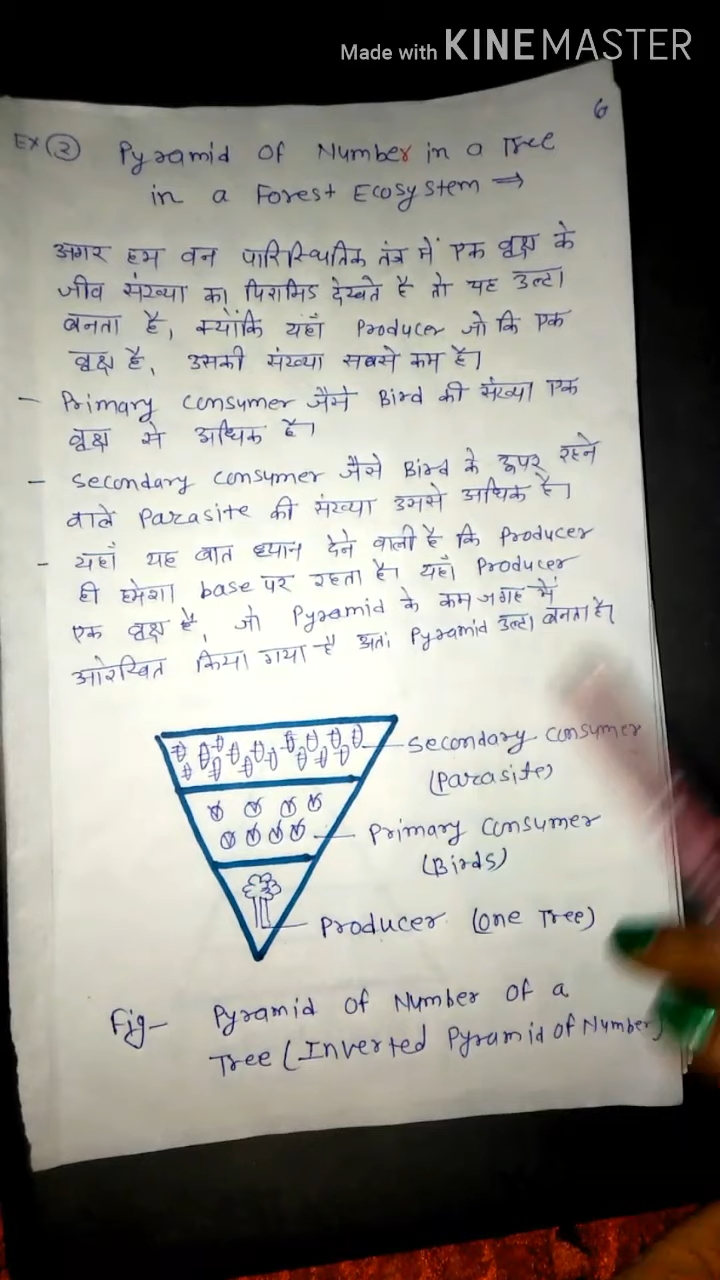 Made with KINEMASTER
6
Ex ② Pyramid of Number in a Tree
in a Forest Ecosystem ⇒
अगर हम वन पारिस्थितिक तंत्र में एक वृक्ष के
जीव संख्या का पिरामिड देखते है तो यह उल्टा
बनता है, क्योंकि यहाँ Producer जो कि एक
वृक्ष है, उसकी संख्या सबसे कम है।
- Primary Consumer जैसे Bird की संख्या एक
वृक्ष से अधिक है।
- Secondary Consumer जैसे Bird के ऊपर रहने
वाले Parasite की संख्या उससे अधिक है।
- यहाँ यह बात ध्यान देने वाली है कि Producer
ही हमेशा base पर रहता है। यहाँ Producer
एक वृक्ष है, जो Pyramid के कम जगह में
आरेखित किया गया है अतः Pyramid उल्टा बनता है।
Secondary Consumer
(Parasite)
Primary Consumer
(Birds)
Producer (One Tree)
Fig- Pyramid of Number of a
Tree (Inverted Pyramid of Number)